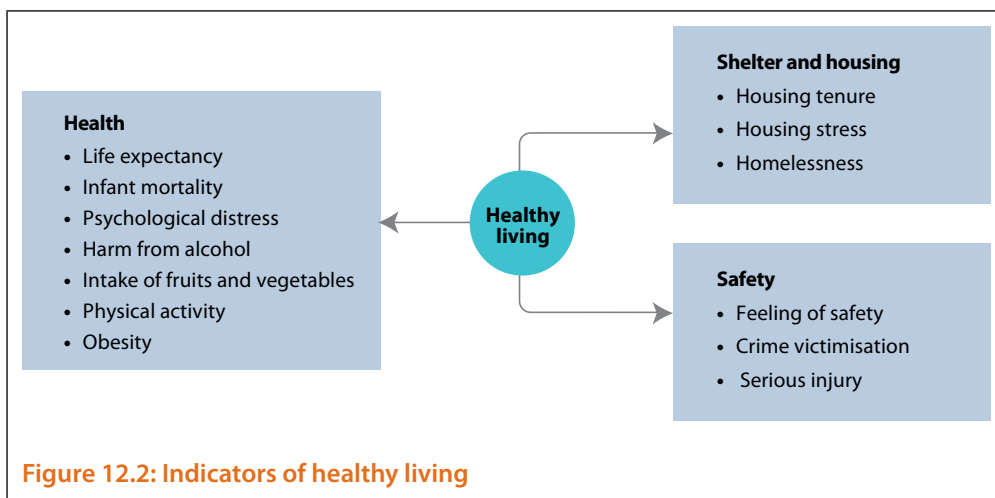 Health
• Life expectancy
• Infant mortality
• Psychological distress
• Harm from alcohol
• Intake of fruits and vegetables
• Physical activity
• Obesity
Healthy
living
Shelter and housing
• Housing tenure
• Housing stress
• Homelessness
Safety
• Feeling of safety
• Crime victimisation
• Serious injury
Figure 12.2: Indicators of healthy living